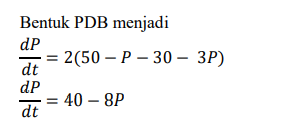 Bentuk PDB menjadi
dP/dt = 2(50 − P − 30 − 3P)
dP/dt = 40 − 8P